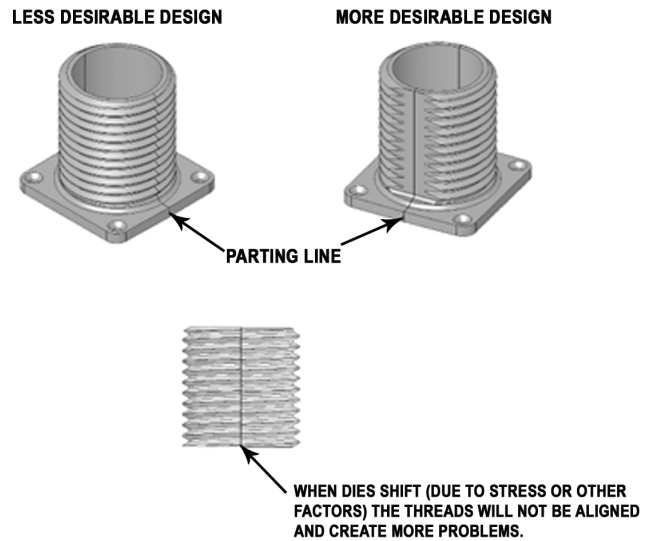 LESS DESIRABLE DESIGN
MORE DESIRABLE DESIGN
PARTING LINE
WHEN DIES SHIFT (DUE TO STRESS OR OTHER
FACTORS) THE THREADS WILL NOT BE ALIGNED
AND CREATE MORE PROBLEMS.